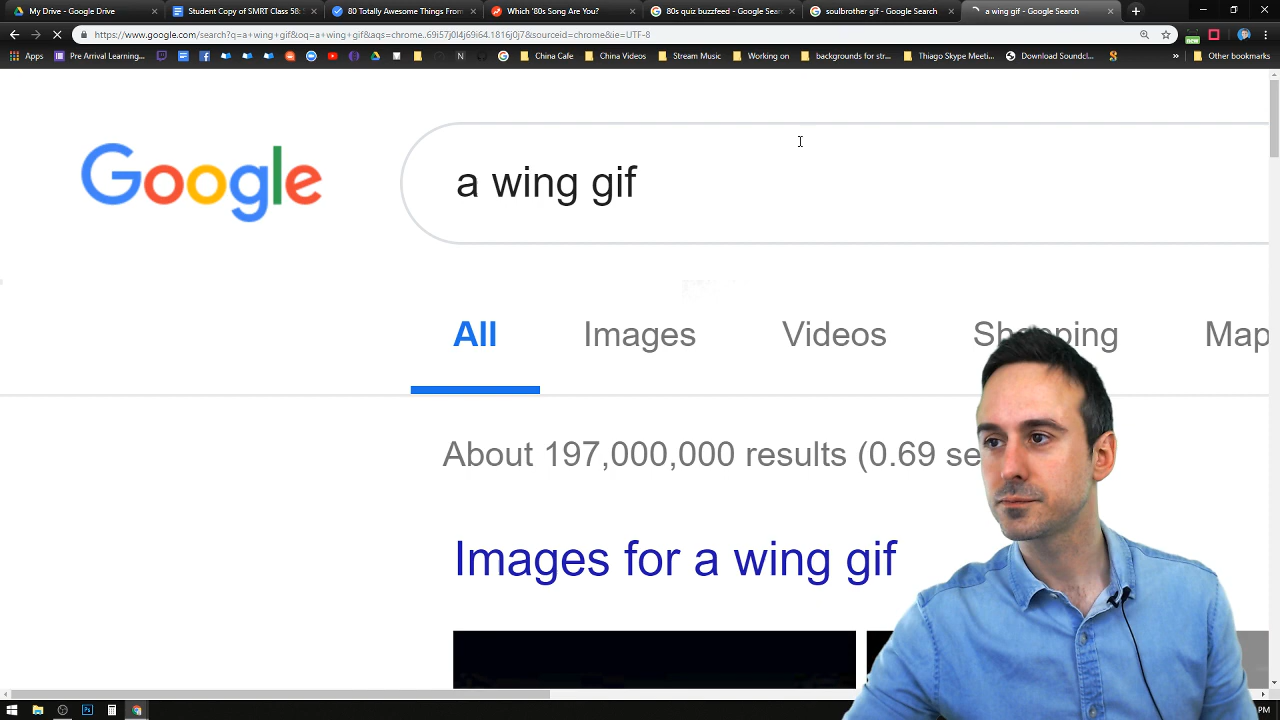 My Drive - Google Drive
Student Copy of SMRT Class 58:
80 Totally Awesome Things From
Which '80s Song Are You?
80s quiz buzzfeed - Google Sea
soulbrother gif - Google Search
a wing gif - Google Search
https://www.google.com/search?q=a+wing+gif&oq=a+wing+gif&aqs=chrome..69i57j0l4j69i64.1816j0j7&sourceid=chrome&ie=UTF-8
Apps
Pre Arrival Learning...
China Cafe
China Videos
Stream Music
Working on
backgrounds for str...
Thiago Skype Meeti...
Download Soundcl...
Other bookmarks
Google
a wing gif
All Images Videos Shopping Map
About 197,000,000 results (0.69 se
Images for a wing gif
PM